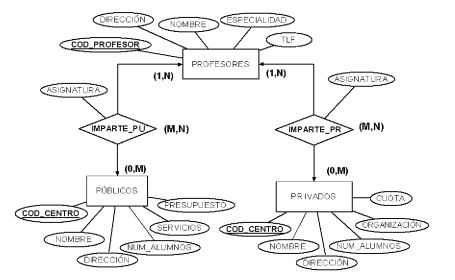 DIRECCIÓN
NOMBRE
ESPECIALIDAD
TLF
COD_PROFESOR
PROFESORES
(1,N)
(1,N)
ASIGNATURA
ASIGNATURA
IMPARTE_PU
(M,N)
IMPARTE_PR
(M,N)
(0,M)
(0,M)
PÚBLICOS
PRIVADOS
PRESUPUESTO
CUOTA
COD_CENTRO
SERVICIOS
COD_CENTRO
ORGANIZACIÓN
NOMBRE
NUM_ALUMNOS
NOMBRE
NUM_ALUMNOS
DIRECCIÓN
DIRECCIÓN